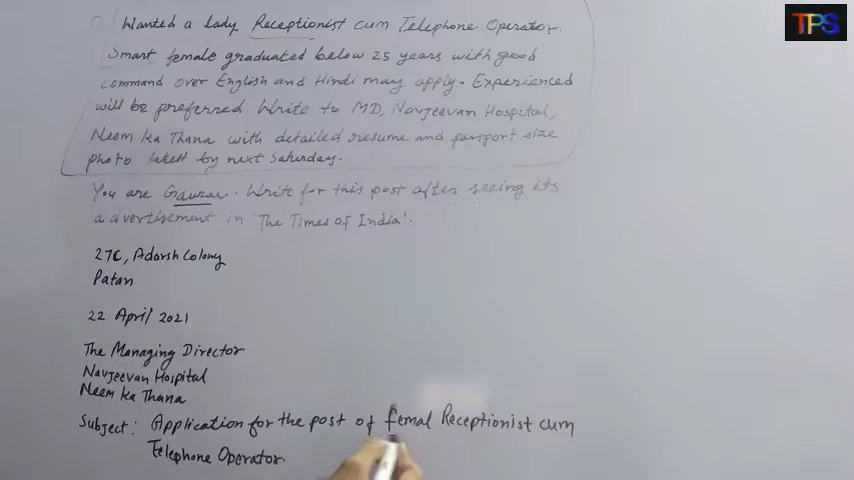 TPS
Wanted a lady Receptionist cum Telephone Operator.
Smart female graduated below 25 years with good
command over English and Hindi may apply. Experienced
will be preferred. Write to MD, Navjeevan Hospital,
Neem Ka Thana with detailed resume and passport size
photo latest by next Saturday.
You are Gaurav. Write for this post after seeing its
advertisement in 'The Times of India'.
27C, Adarsh Colony
Patan
22 April 2021
The Managing Director
Navjeevan Hospital
Neem Ka Thana
Subject: Application for the post of femal Receptionist cum
Telephone Operator.